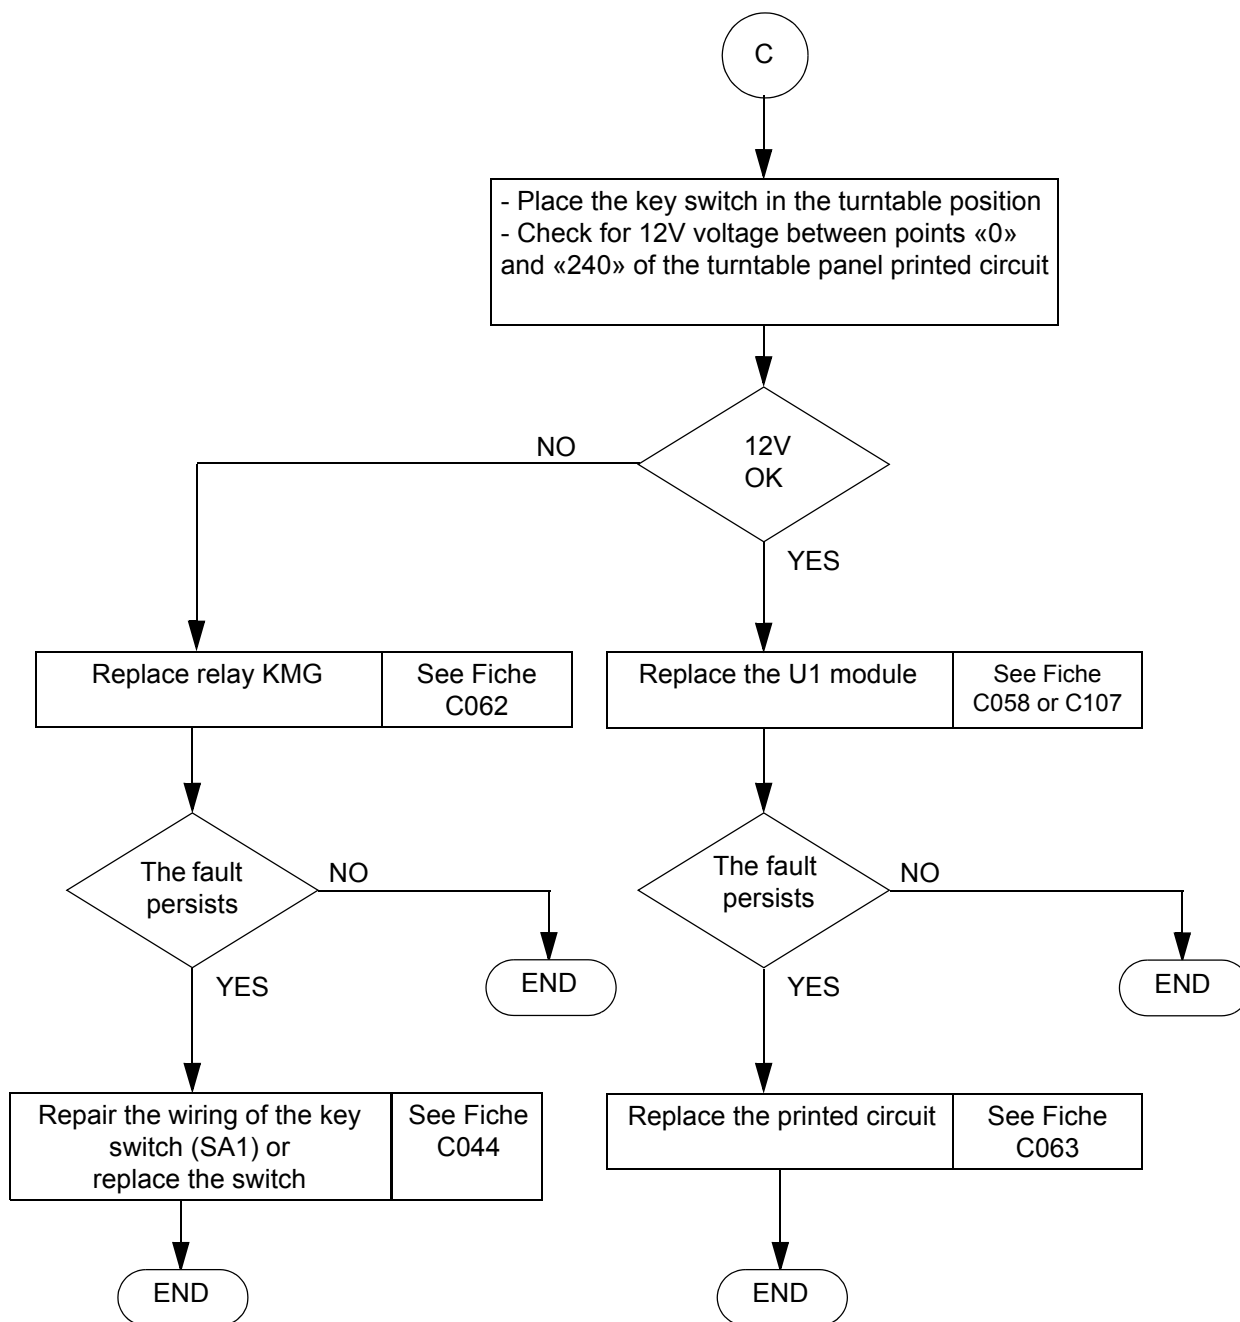 C
- Place the key switch in the turntable position
- Check for 12V voltage between points «0»
and «240» of the turntable panel printed circuit
12V
OK
NO
YES
Replace relay KMG
See Fiche
C062
Replace the U1 module
See Fiche
C058 or C107
The fault
persists
NO
YES
END
The fault
persists
NO
YES
END
Repair the wiring of the key
switch (SA1) or
replace the switch
See Fiche
C044
Replace the printed circuit
See Fiche
C063
END
END